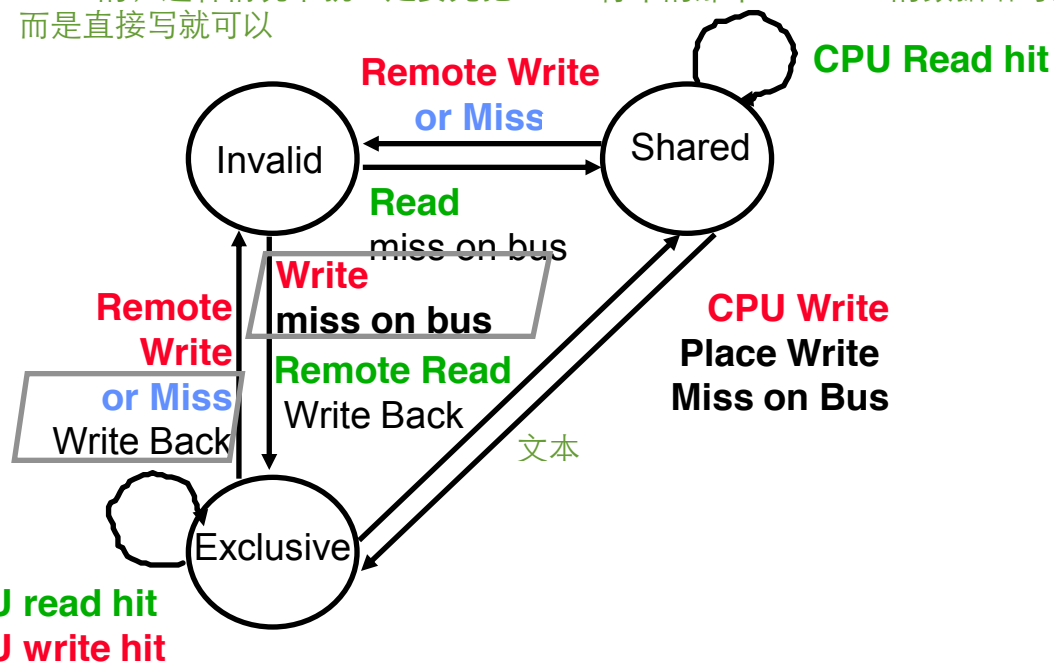 而是直接写就可以
CPU Read hit
Remote Write
or Miss
Invalid
Shared
Read
miss on bus
Write
miss on bus
Remote
Write
or Miss
Write Back
Remote Read
Write Back
CPU Write
Place Write
Miss on Bus
文本
Exclusive
U read hit
U write hit